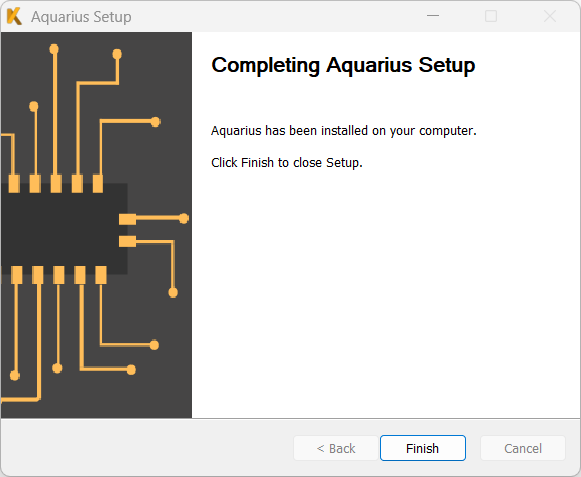 Aquarius Setup
Completing Aquarius Setup
Aquarius has been installed on your computer.
Click Finish to close Setup.
< Back
Finish
Cancel